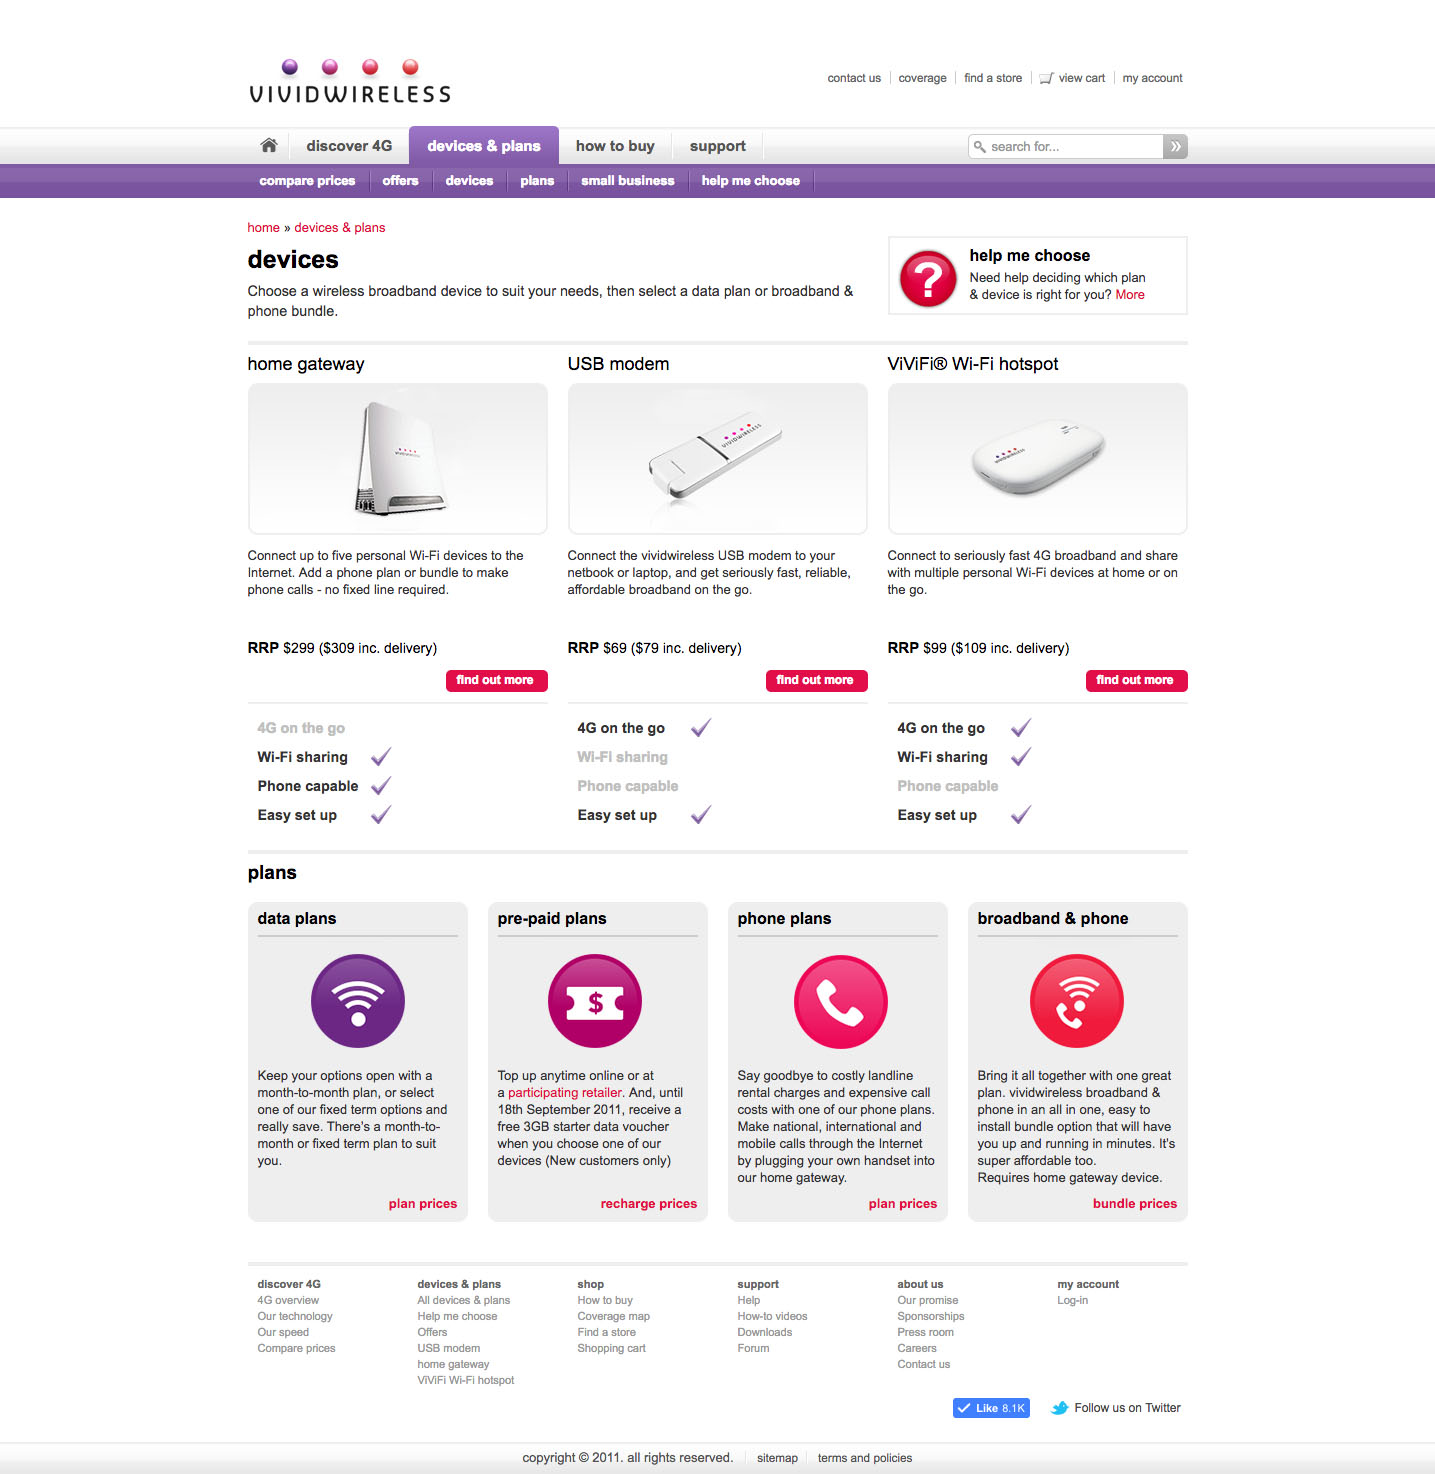 VIVIDWIRELESS
contact us
coverage
find a store
view cart
my account
discover 4G
devices & plans
how to buy
support
search for...
»
compare prices
offers
devices
plans
small business
help me choose
home » devices & plans
devices
Choose a wireless broadband device to suit your needs, then select a data plan or broadband &
phone bundle.
?
help me choose
Need help deciding which plan
& device is right for you? More
home gateway
VIVIDWIRELESS
Connect up to five personal Wi-Fi devices to the
Internet. Add a phone plan or bundle to make
phone calls - no fixed line required.
RRP $299 ($309 inc. delivery)
find out more
4G on the go
Wi-Fi sharing
Phone capable
Easy set up
USB modem
VIVIDWIRELESS
Connect the vividwireless USB modem to your
netbook or laptop, and get seriously fast, reliable,
affordable broadband on the go.
RRP $69 ($79 inc. delivery)
find out more
4G on the go
Wi-Fi sharing
Phone capable
Easy set up
ViViFi® Wi-Fi hotspot
VIVIDWIRELESS
Connect to seriously fast 4G broadband and share
with multiple personal Wi-Fi devices at home or on
the go.
RRP $99 ($109 inc. delivery)
find out more
4G on the go
Wi-Fi sharing
Phone capable
Easy set up
plans
data plans
Keep your options open with a
month-to-month plan, or select
one of our fixed term options and
really save. There's a month-to-
month or fixed term plan to suit
you.
plan prices
pre-paid plans
$
Top up anytime online or at
a participating retailer. And, until
18th September 2011, receive a
free 3GB starter data voucher
when you choose one of our
devices (New customers only)
recharge prices
phone plans
Say goodbye to costly landline
rental charges and expensive call
costs with one of our phone plans.
Make national, international and
mobile calls through the Internet
by plugging your own handset into
our home gateway.
plan prices
broadband & phone
Bring it all together with one great
plan. vividwireless broadband &
phone in an all in one, easy to
install bundle option that will have
you up and running in minutes. It's
super affordable too.
Requires home gateway device.
bundle prices
discover 4G
4G overview
Our technology
Our speed
Compare prices
devices & plans
All devices & plans
Help me choose
Offers
USB modem
home gateway
ViViFi Wi-Fi hotspot
shop
How to buy
Coverage map
Find a store
Shopping cart
support
Help
How-to videos
Downloads
Forum
about us
Our promise
Sponsorships
Press room
Careers
Contact us
my account
Log-in
Like 8.1K
Follow us on Twitter
copyright © 2011. all rights reserved.
sitemap
terms and policies